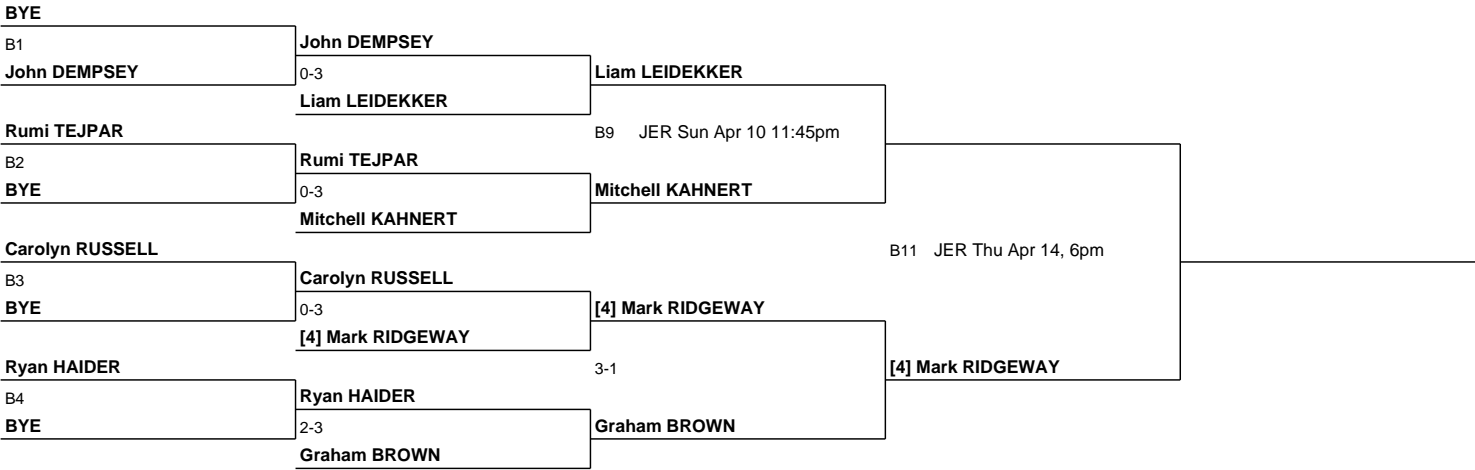 BYE
B1
John DEMPSEY
John DEMPSEY
0-3
Liam LEIDEKKER
Liam LEIDEKKER
Rumi TEJPAR
B2
BYE
Rumi TEJPAR
0-3
Mitchell KAHNERT
Mitchell KAHNERT
B9 JER Sun Apr 10 11:45pm
Carolyn RUSSELL
B3
BYE
Carolyn RUSSELL
0-3
[4] Mark RIDGEWAY
[4] Mark RIDGEWAY
Ryan HAIDER
B4
BYE
Ryan HAIDER
2-3
Graham BROWN
Graham BROWN
3-1
[4] Mark RIDGEWAY
B11 JER Thu Apr 14, 6pm